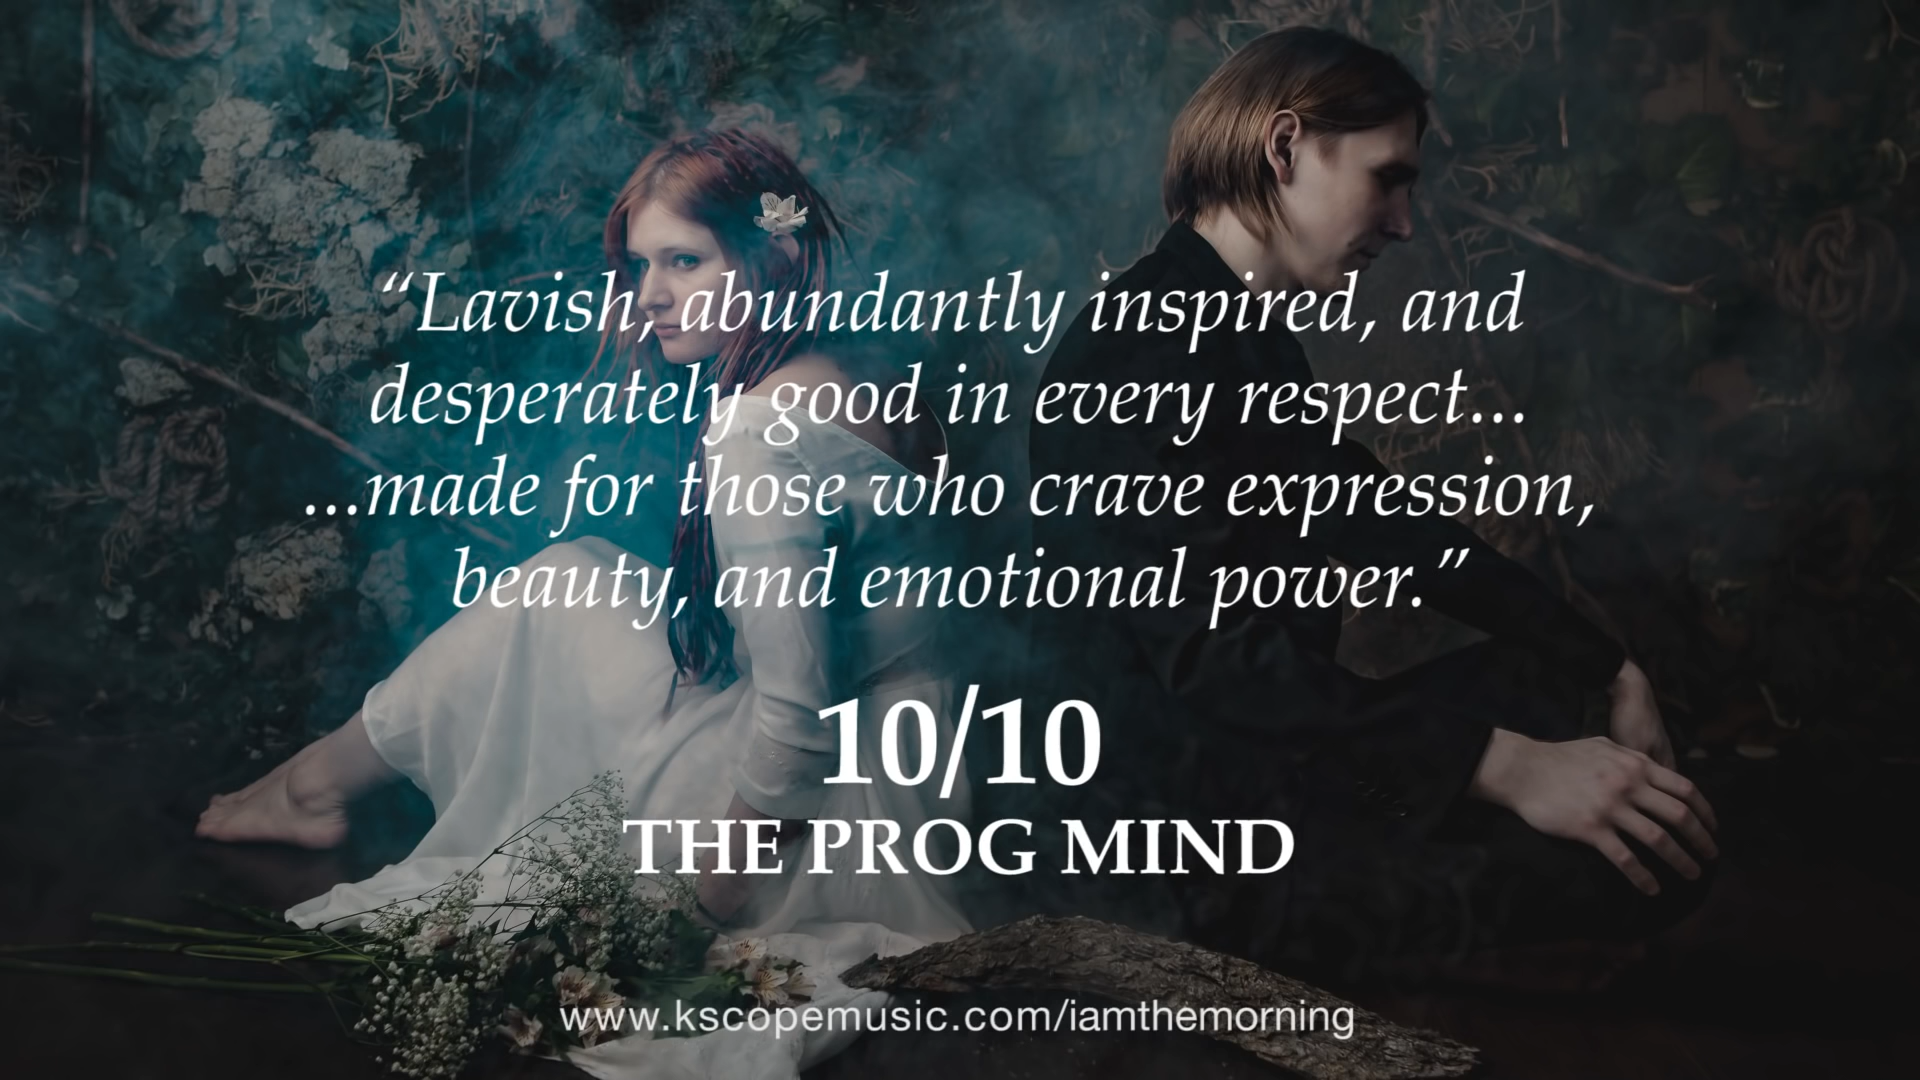 “Lavish, abundantly inspired, and
desperately good in every respect...
...made for those who crave expression,
beauty, and emotional power.”
10/10
THE PROG MIND
www.kscopemusic.com/iamthemorning